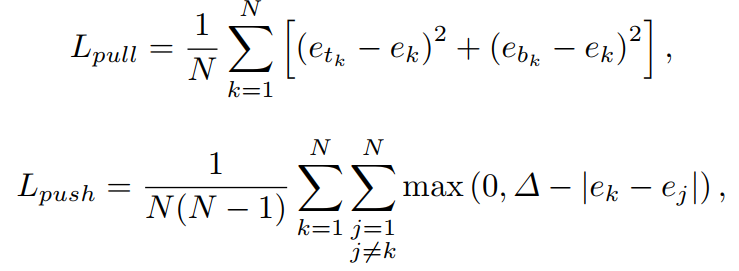 L_{pull} = \frac{1}{N} \sum_{k=1}^{N} \left[ (e_{t_k} - e_k)^2 + (e_{b_k} - e_k)^2 \right],
L_{push} = \frac{1}{N(N-1)} \sum_{k=1}^{N} \sum_{\substack{j=1 \\ j \neq k}}^{N} \max (0, \Delta - |e_k - e_j|),